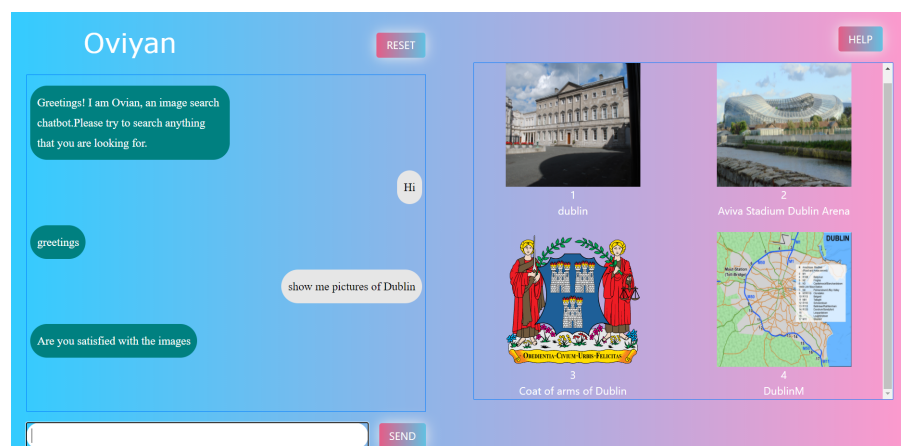 Oviyan
RESET
HELP
Greetings! I am Ovian, an image search
chatbot.Please try to search anything
that you are looking for.
Hi
greetings
show me pictures of Dublin
Are you satisfied with the images
SEND
1
dublin
2
Aviva Stadium Dublin Arena
OBEDIENTIA·CIVIUM·URBIS·FELICITAS
3
Coat of arms of Dublin
DUBLIN
4
DublinM